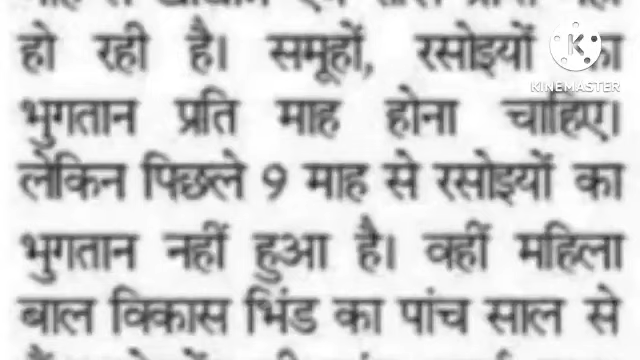 हो रही है। समूहों, रसोइयों का
भुगतान प्रति माह होना चाहिए।
लेकिन पिछले 9 माह से रसोइयों का
भुगतान नहीं हुआ है। वहीं महिला
बाल विकास भिंड का पांच साल से
KINEMASTER